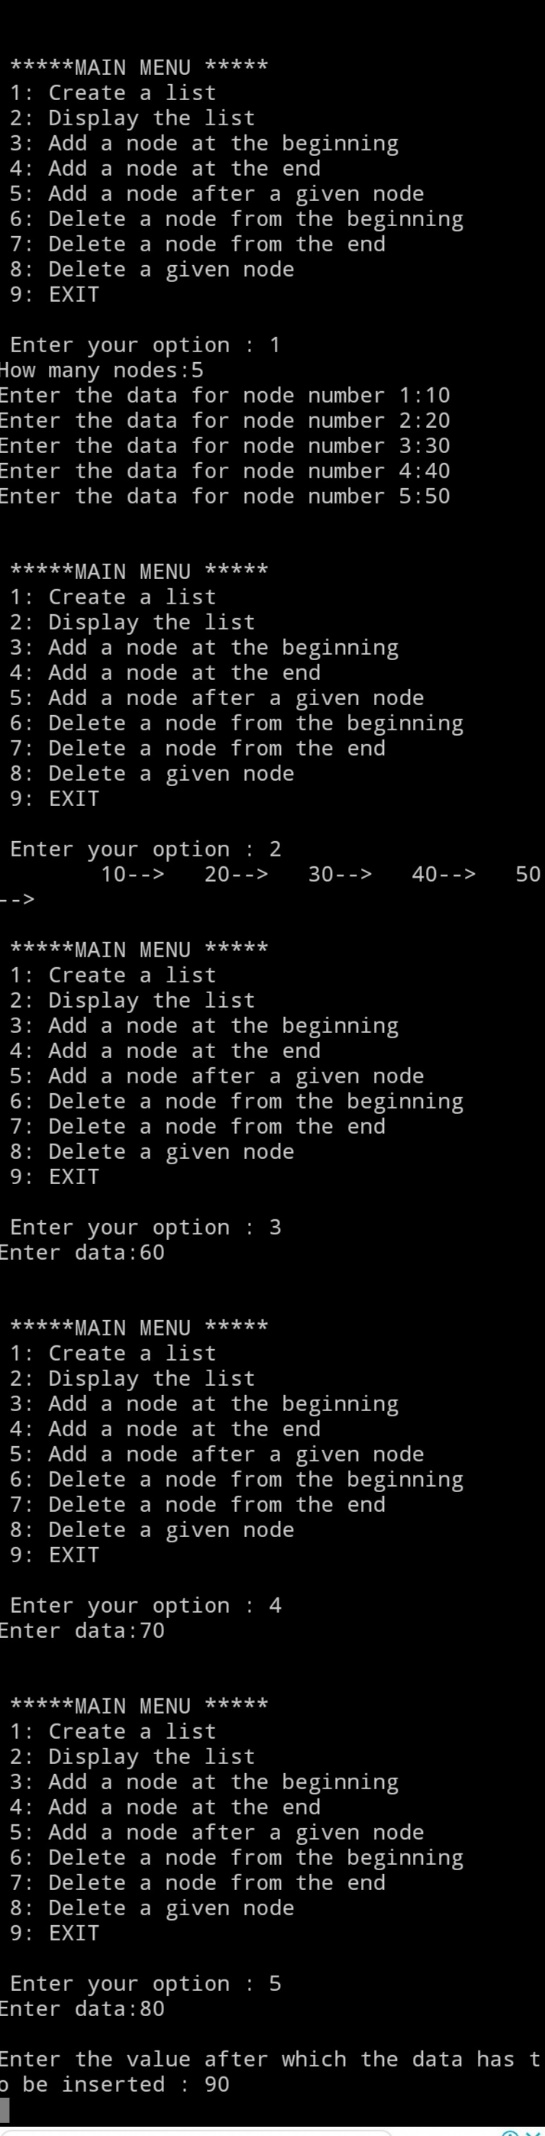 *****MAIN MENU *****
1: Create a list
2: Display the list
3: Add a node at the beginning
4: Add a node at the end
5: Add a node after a given node
6: Delete a node from the beginning
7: Delete a node from the end
8: Delete a given node
9: EXIT
Enter your option : 1
How many nodes:5
Enter the data for node number 1:10
Enter the data for node number 2:20
Enter the data for node number 3:30
Enter the data for node number 4:40
Enter the data for node number 5:50
*****MAIN MENU *****
1: Create a list
2: Display the list
3: Add a node at the beginning
4: Add a node at the end
5: Add a node after a given node
6: Delete a node from the beginning
7: Delete a node from the end
8: Delete a given node
9: EXIT
Enter your option : 2
10--> 20--> 30--> 40--> 50
-->
*****MAIN MENU *****
1: Create a list
2: Display the list
3: Add a node at the beginning
4: Add a node at the end
5: Add a node after a given node
6: Delete a node from the beginning
7: Delete a node from the end
8: Delete a given node
9: EXIT
Enter your option : 3
Enter data:60
*****MAIN MENU *****
1: Create a list
2: Display the list
3: Add a node at the beginning
4: Add a node at the end
5: Add a node after a given node
6: Delete a node from the beginning
7: Delete a node from the end
8: Delete a given node
9: EXIT
Enter your option : 4
Enter data:70
*****MAIN MENU *****
1: Create a list
2: Display the list
3: Add a node at the beginning
4: Add a node at the end
5: Add a node after a given node
6: Delete a node from the beginning
7: Delete a node from the end
8: Delete a given node
9: EXIT
Enter your option : 5
Enter data:80
Enter the value after which the data has t
o be inserted : 90